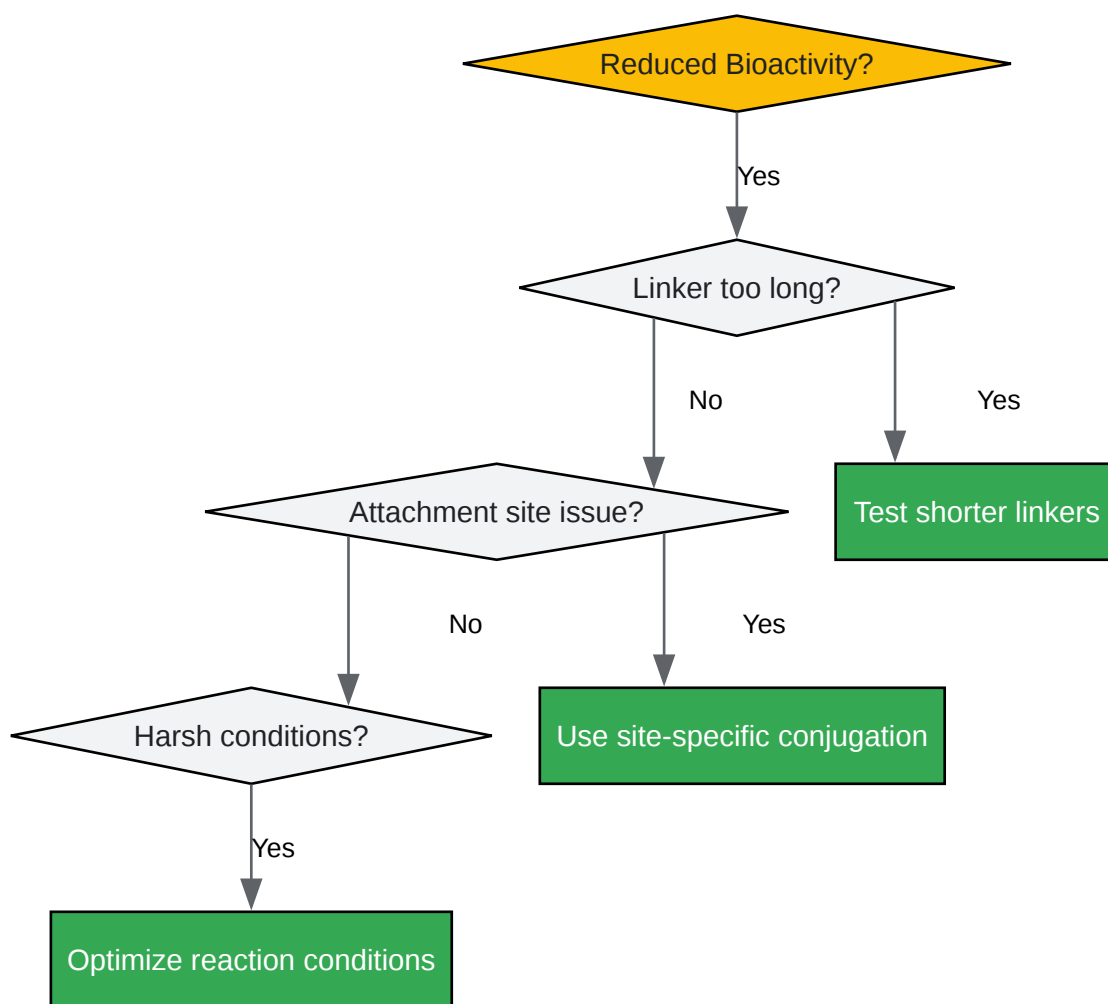 Reduced Bioactivity?
Yes
Linker too long?
No
Yes
Attachment site issue?
Test shorter linkers
No
Yes
Harsh conditions?
Use site-specific conjugation
Yes
Optimize reaction conditions